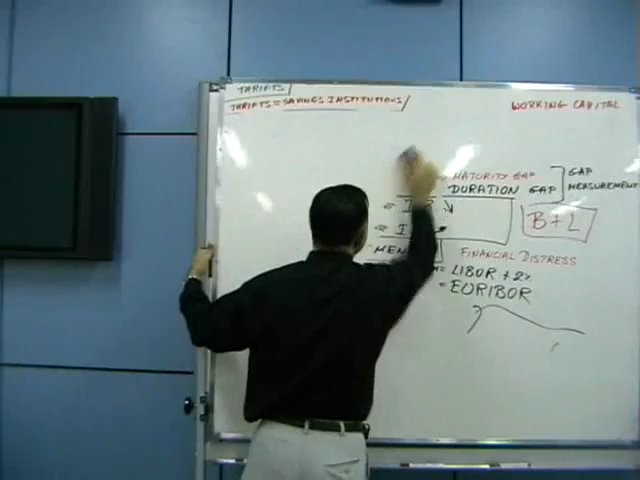 THRIFTS
THRIFTS = SAVINGS INSTITUTIONS
WORKING CAPITAL
MATURITY GAP
DURATION GAP
GAP
MEASUREMENT
B + L
FINANCIAL DISTRESS
= LIBOR + 2%
= EURIBOR